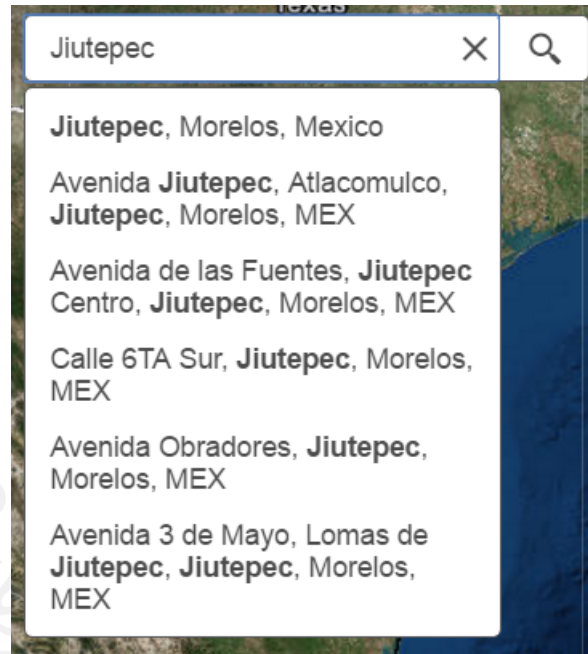 Texas
Jiutepec
Jiutepec, Morelos, Mexico
Avenida Jiutepec, Atlacomulco,
Jiutepec, Morelos, MEX
Avenida de las Fuentes, Jiutepec
Centro, Jiutepec, Morelos, MEX
Calle 6TA Sur, Jiutepec, Morelos,
MEX
Avenida Obradores, Jiutepec,
Morelos, MEX
Avenida 3 de Mayo, Lomas de
Jiutepec, Jiutepec, Morelos,
MEX